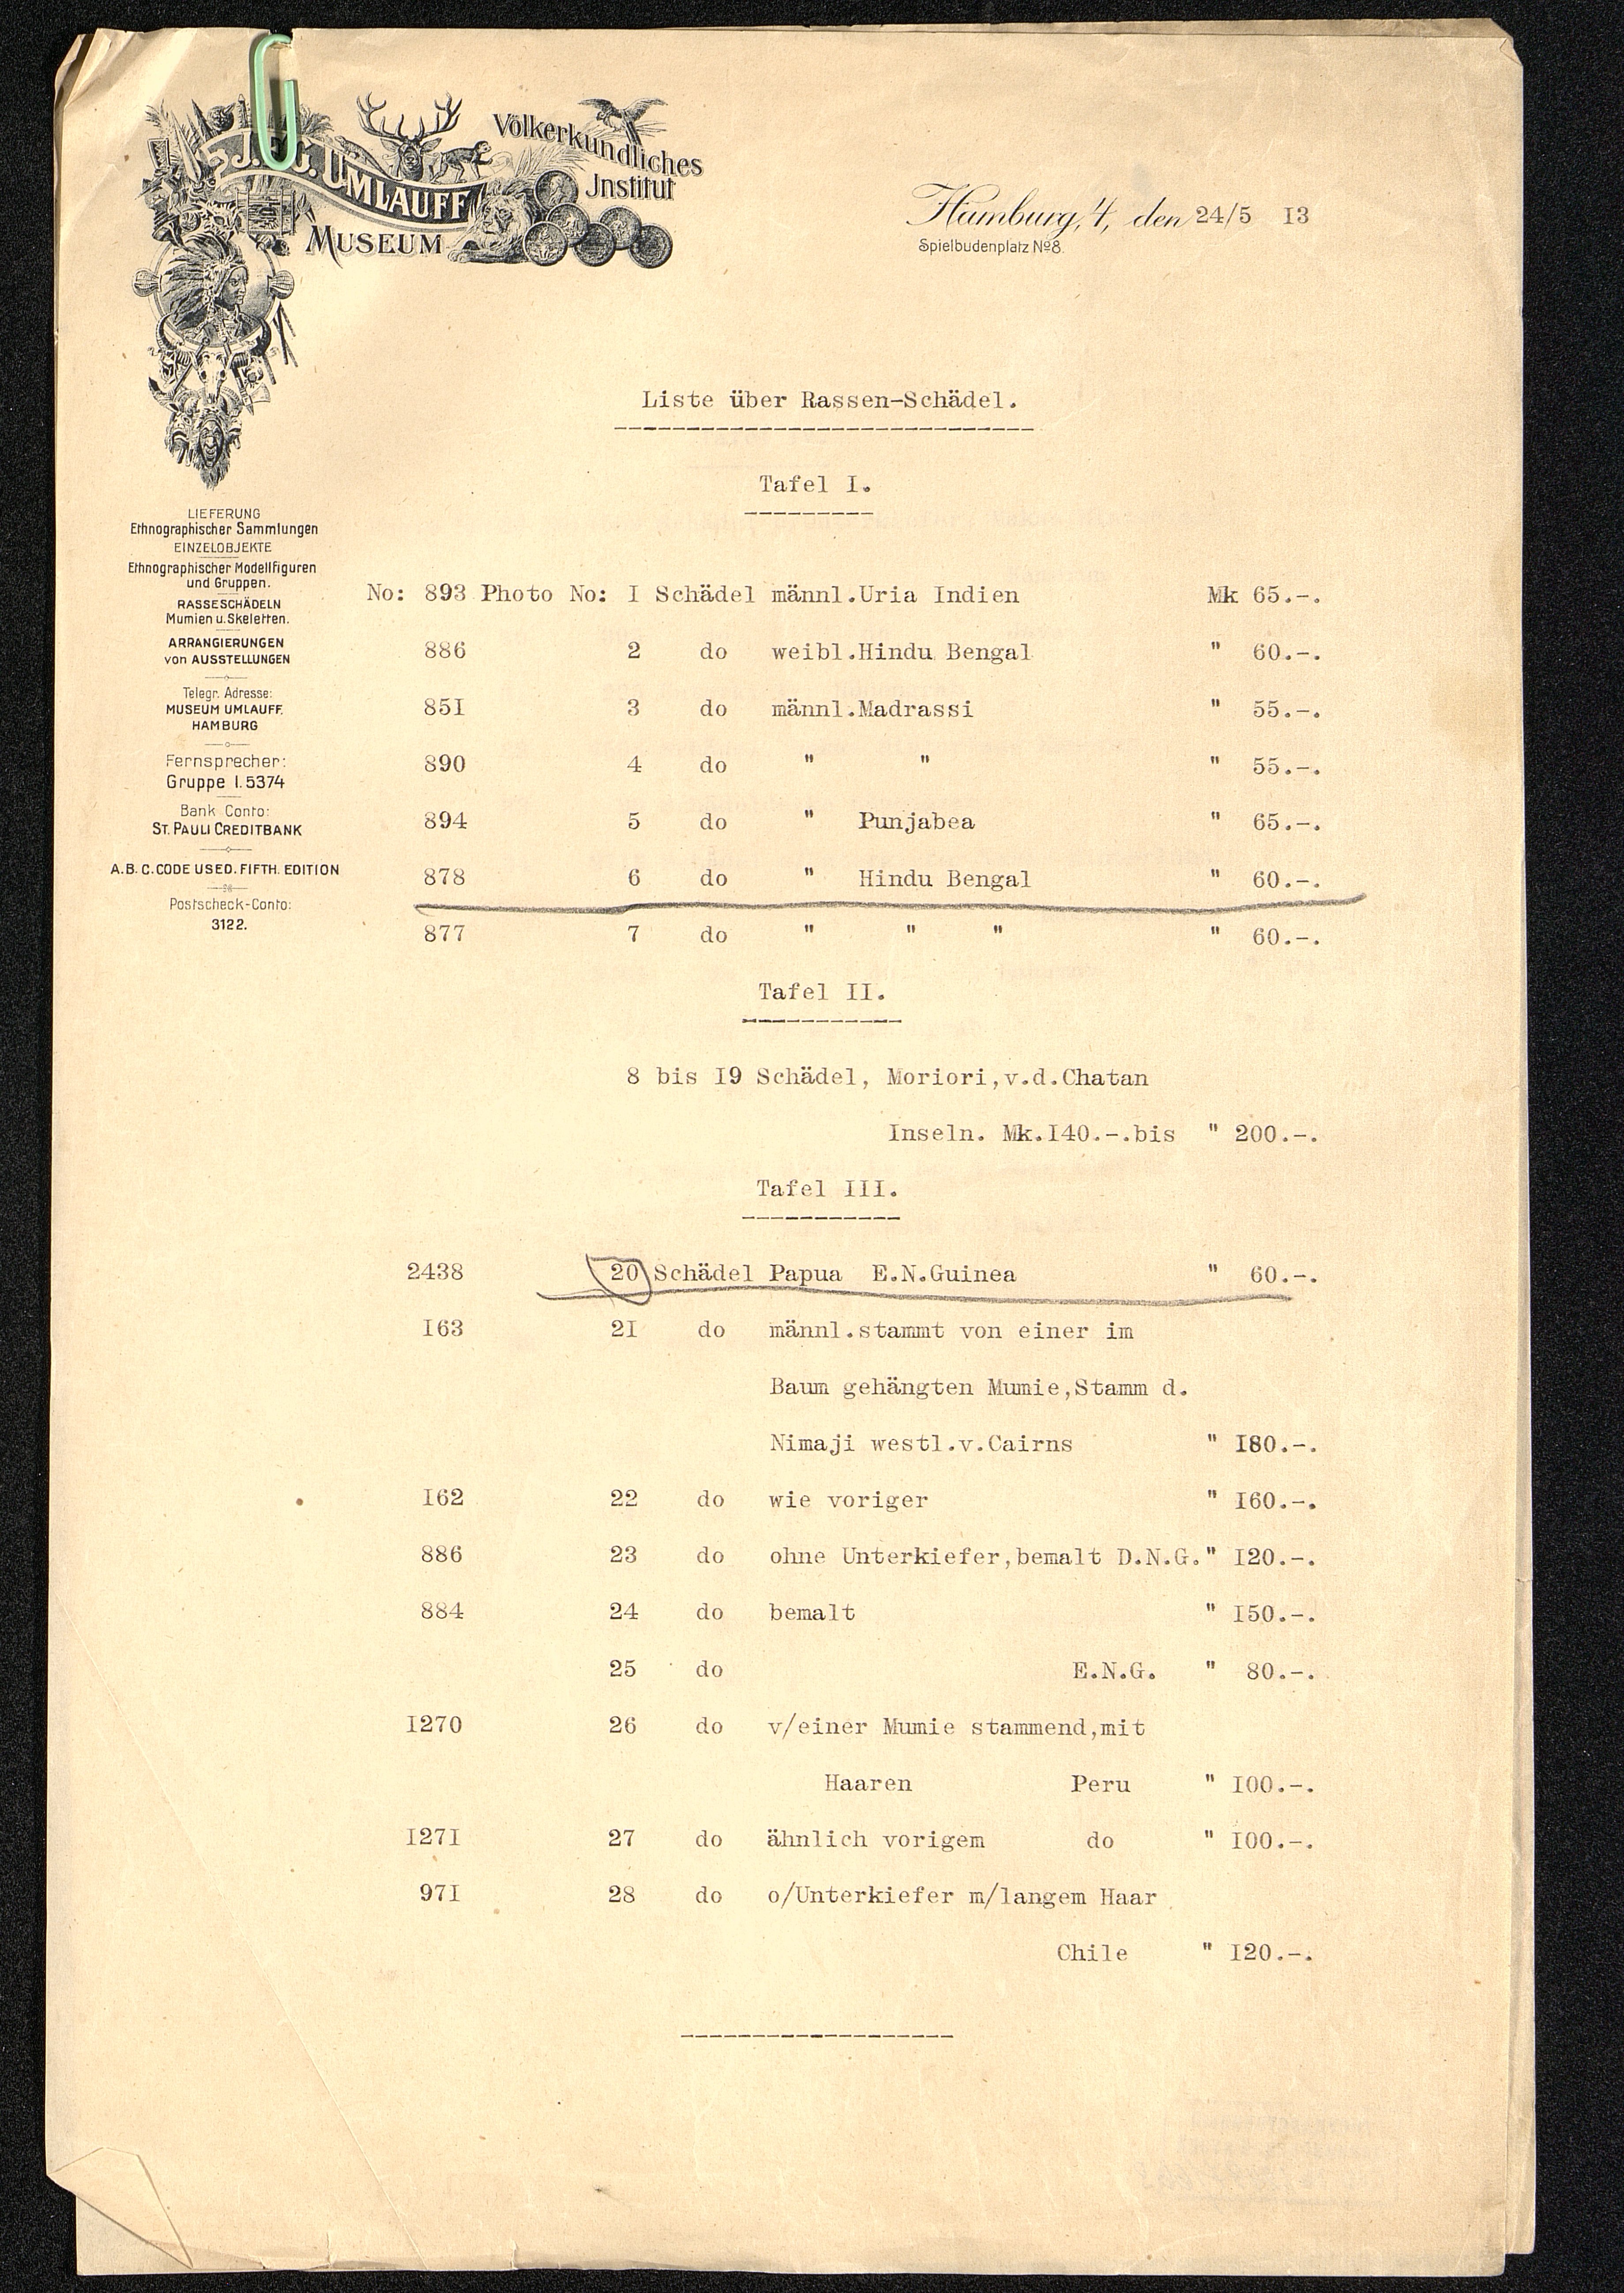 J.F.G. UMLAUFF
MUSEUM
Völkerkundliches
Jnstitut
Hamburg, 4, den 24/5 I3
Spielbudenplatz No 8.
LIEFERUNG
Ethnographischer Sammlungen
EINZELOBJEKTE
Ethnographischer Modellfiguren
und Gruppen.
RASSESCHÄDELN
Mumien u. Skeletten.
ARRANGIERUNGEN
von AUSSTELLUNGEN
Telegr. Adresse:
MUSEUM UMLAUFF.
HAMBURG
Fernsprecher:
Gruppe I. 5374
Bank Conto:
ST. PAULI CREDITBANK
A.B.C. CODE USED. FIFTH. EDITION
Postscheck-Conto:
3122.
Liste über Rassen-Schädel.
Tafel I.
No: 893 Photo No: I Schädel männl.Uria Indien Mk 65.-.
886 2 do weibl.Hindu Bengal " 60.-.
85I 3 do männl.Madrassi " 55.-.
890 4 do " " " 55.-.
894 5 do " Punjabea " 65.-.
878 6 do " Hindu Bengal " 60.-.
877 7 do " " " " 60.-.
Tafel II.
8 bis I9 Schädel, Moriori,v.d.Chatan
Inseln. Mk.I40.-.bis " 200.-.
Tafel III.
2438 20 Schädel Papua E.N.Guinea " 60.-.
I63 2I do männl.stammt von einer im
Baum gehängten Mumie,Stamm d.
Nimaji westl.v.Cairns " I80.-.
I62 22 do wie voriger " I60.-.
886 23 do ohne Unterkiefer,bemalt D.N.G." I20.-.
884 24 do bemalt " I50.-.
25 do E.N.G. " 80.-.
I270 26 do v/einer Mumie stammend,mit
Haaren Peru " I00.-.
I27I 27 do ähnlich vorigem do " I00.-.
97I 28 do o/Unterkiefer m/langem Haar
Chile " I20.-.